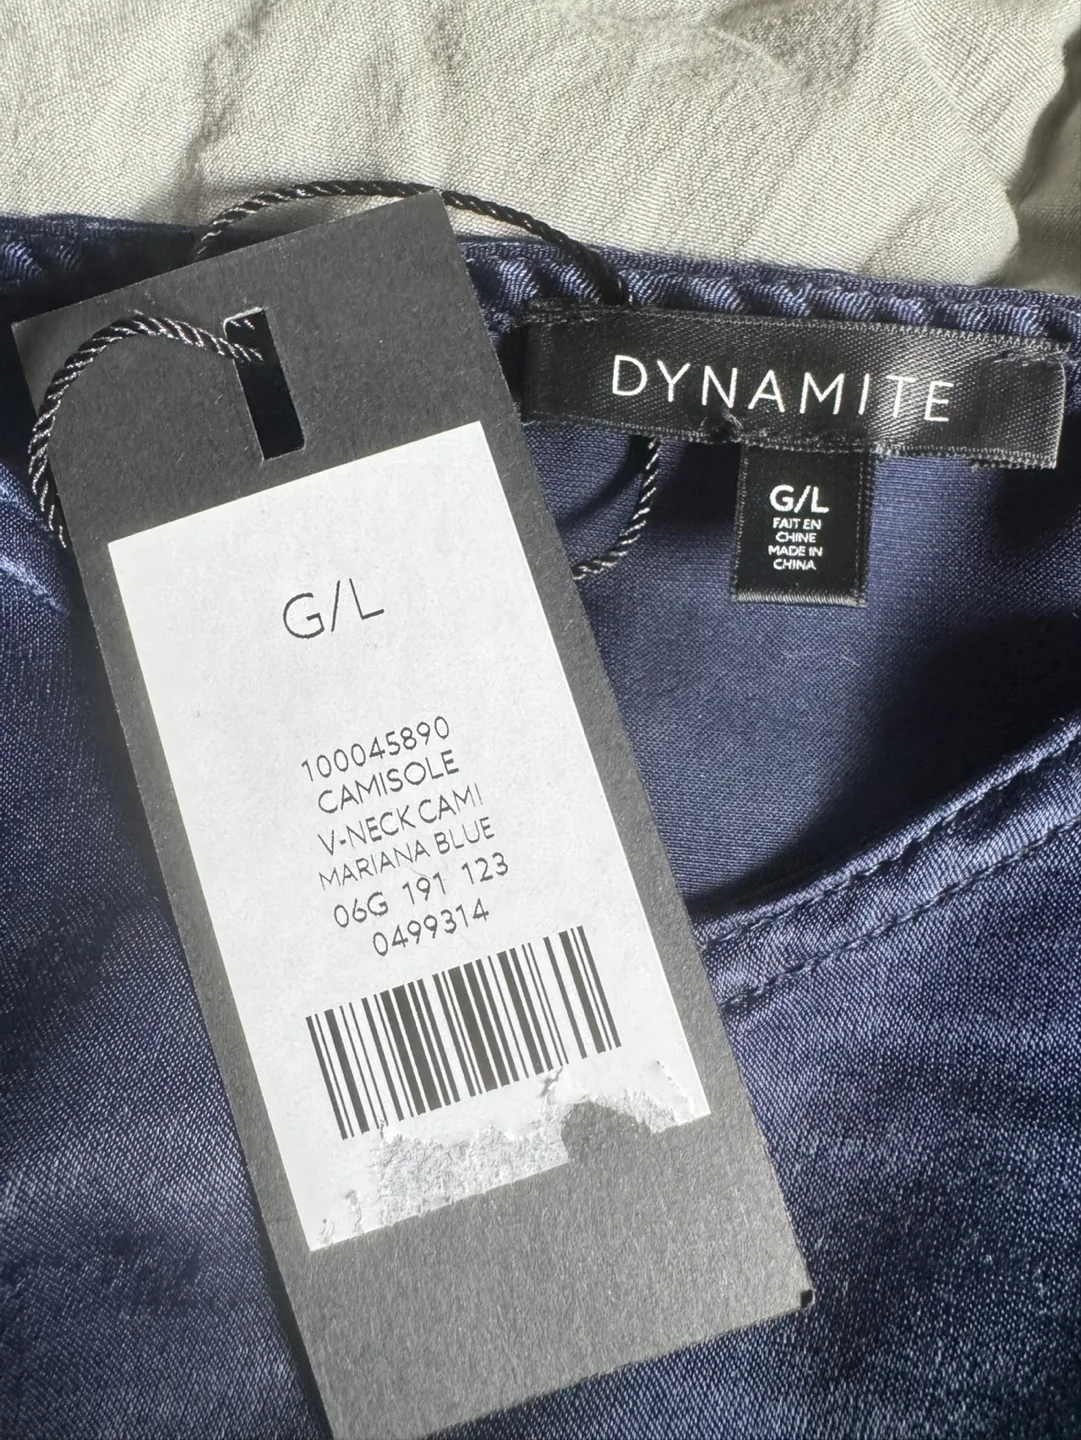 DYNAMITE
G/L
FAIT EN
CHINE
MADE IN
CHINA
G/L
100045890
CAMISOLE
V-NECK CAMI
MARIANA BLUE
06G 191 123
0499314